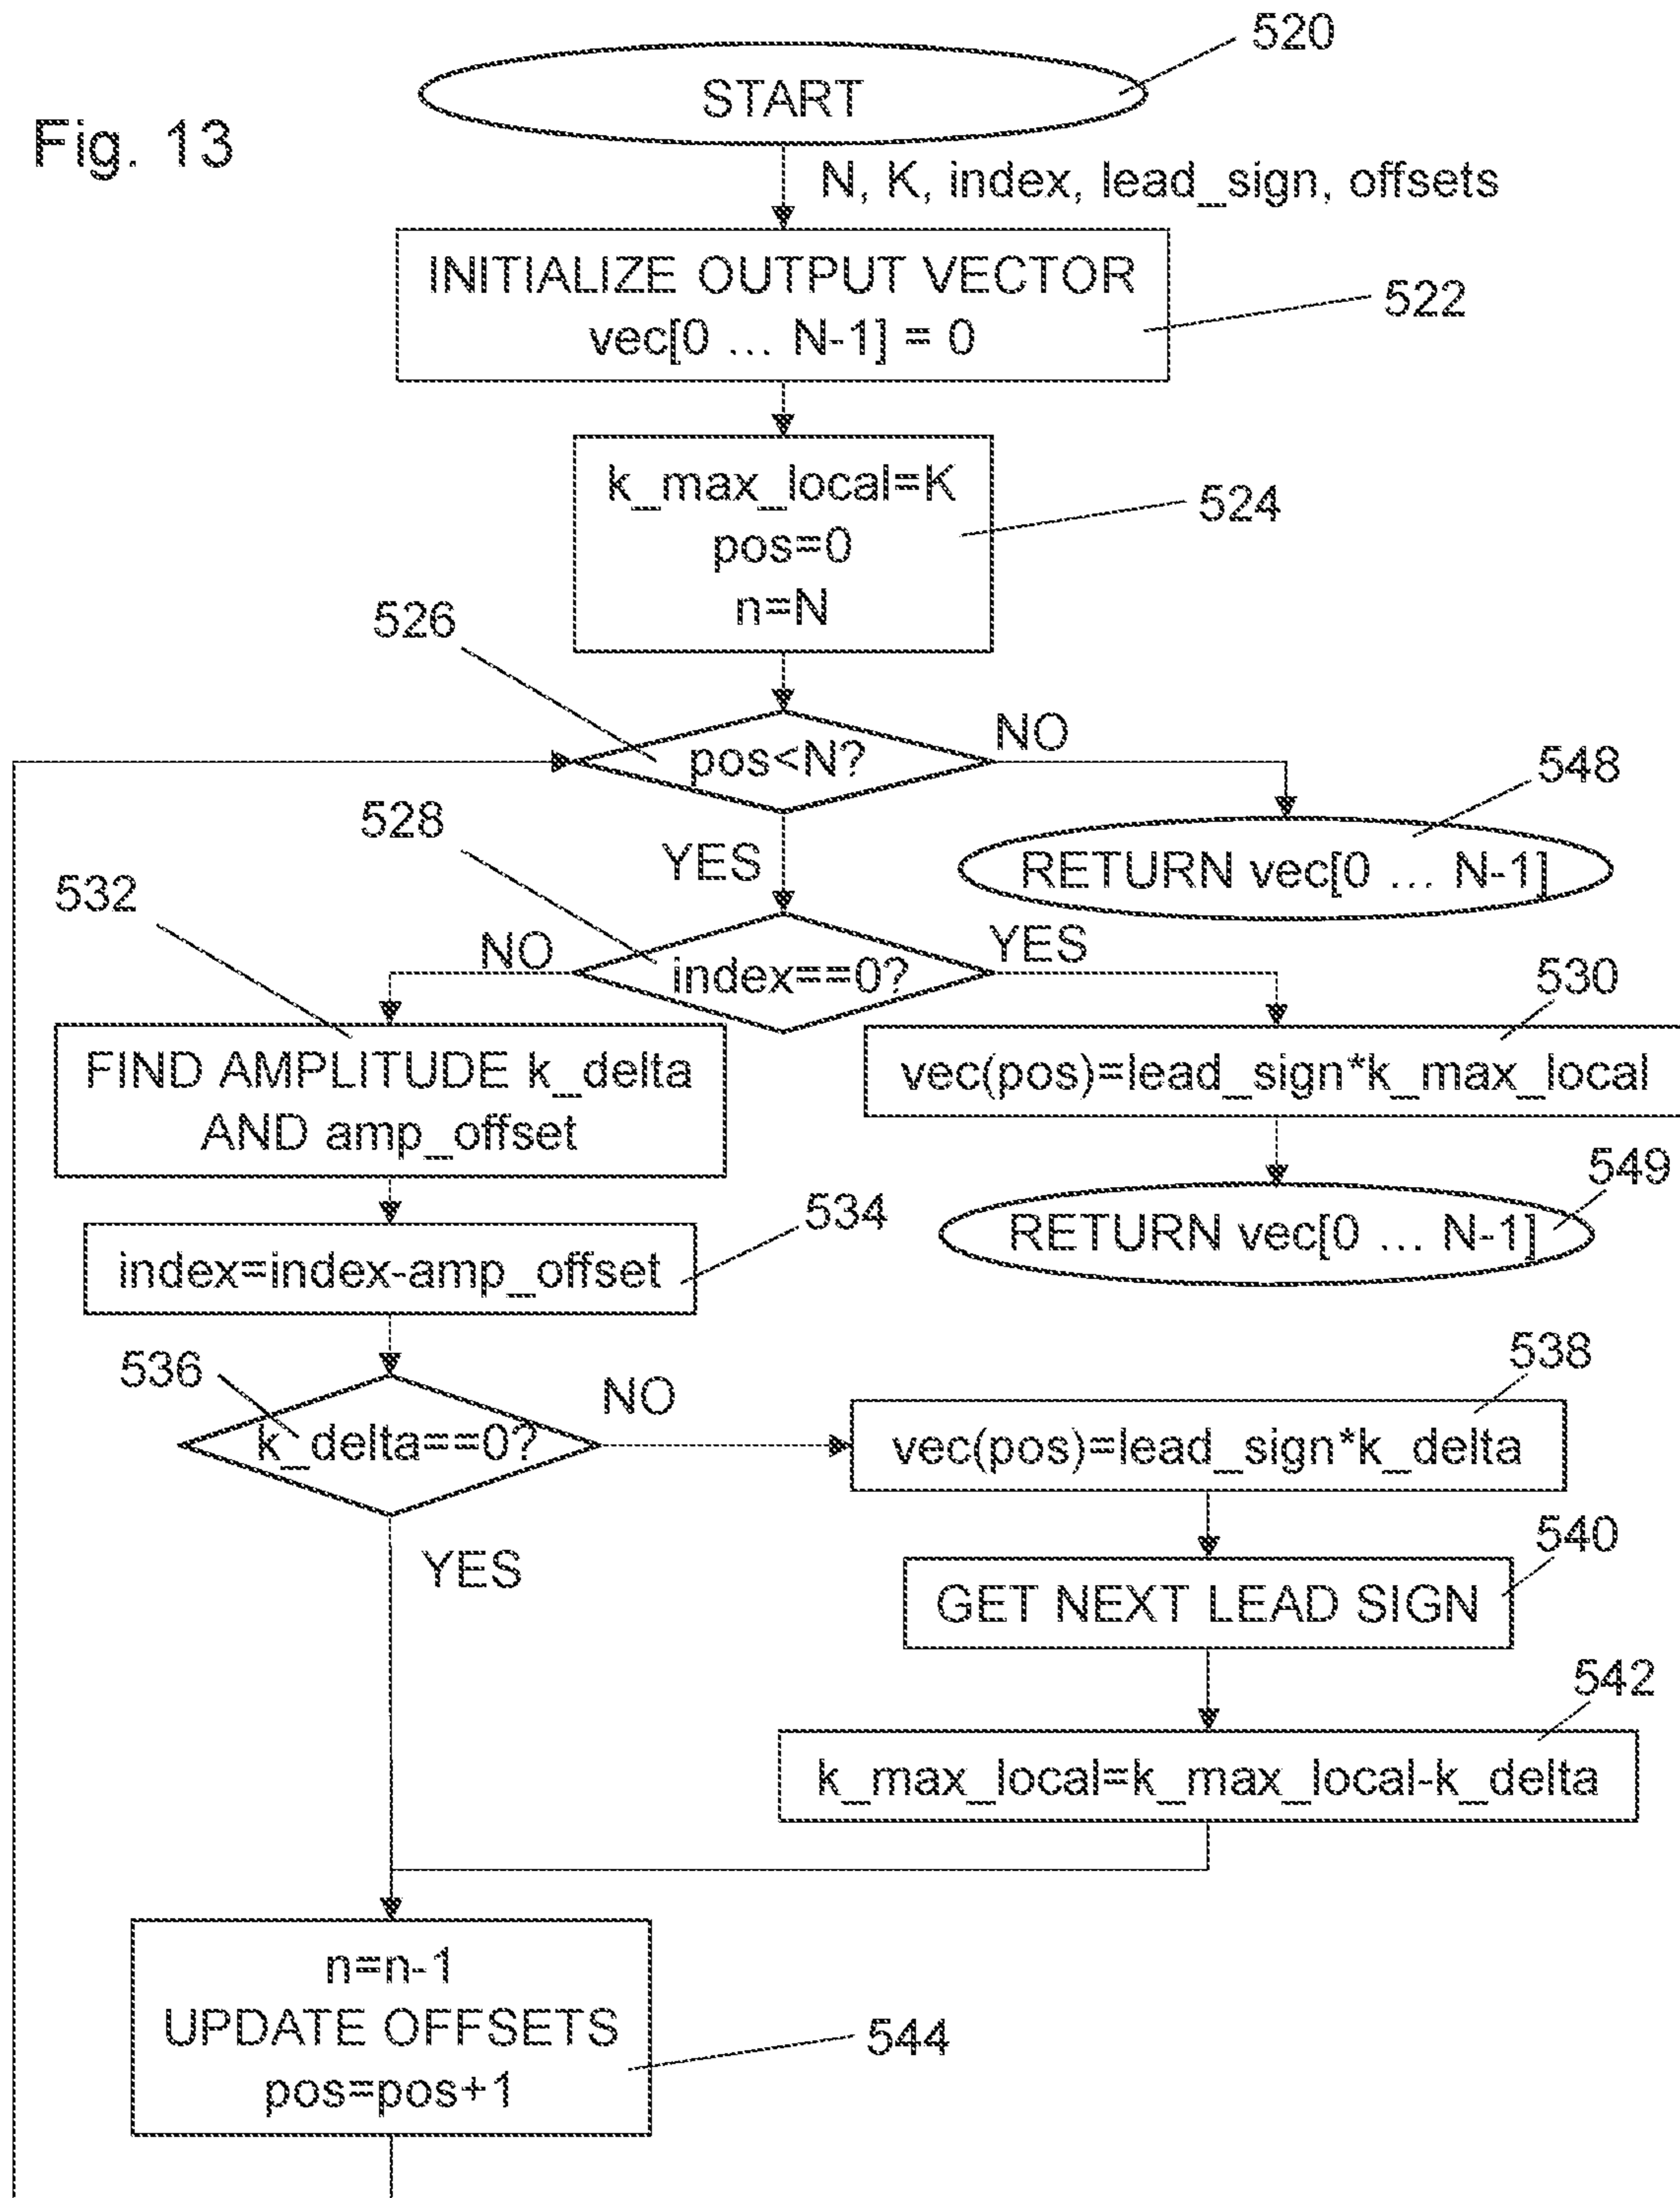 Fig. 13
520
START
N, K, index, lead_sign, offsets
INITIALIZE OUTPUT VECTOR
vec[0 ... N-1] = 0
522
k_max_local=K
pos=0
n=N
524
526
pos<N?
NO
YES
548
RETURN vec[0 ... N-1]
528
index==0?
NO
YES
532
FIND AMPLITUDE k_delta
AND amp_offset
530
vec(pos)=lead_sign*k_max_local
549
RETURN vec[0 ... N-1]
534
index=index-amp_offset
536
k_delta==0?
NO
YES
538
vec(pos)=lead_sign*k_delta
540
GET NEXT LEAD SIGN
542
k_max_local=k_max_local-k_delta
n=n-1
UPDATE OFFSETS
pos=pos+1
544